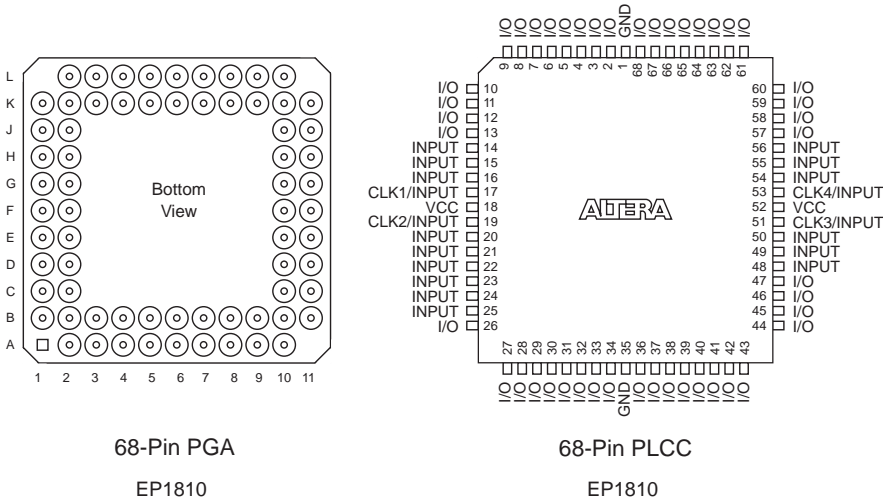 L
K
J
H
G
F
E
D
C
B
A
1 2 3 4 5 6 7 8 9 10 11
Bottom
View
68-Pin PGA
EP1810
I/O I/O I/O I/O I/O I/O I/O I/O GND I/O I/O I/O I/O I/O I/O I/O I/O
9 8 7 6 5 4 3 2 1 68 67 66 65 64 63 62 61
I/O 10
I/O 11
I/O 12
I/O 13
INPUT 14
INPUT 15
INPUT 16
CLK1/INPUT 17
VCC 18
CLK2/INPUT 19
INPUT 20
INPUT 21
INPUT 22
INPUT 23
INPUT 24
INPUT 25
I/O 26
ALTERA
60 I/O
59 I/O
58 I/O
57 I/O
56 INPUT
55 INPUT
54 INPUT
53 CLK4/INPUT
52 VCC
51 CLK3/INPUT
50 INPUT
49 INPUT
48 INPUT
47 I/O
46 I/O
45 I/O
44 I/O
27 28 29 30 31 32 33 34 35 36 37 38 39 40 41 42 43
I/O I/O I/O I/O I/O I/O I/O I/O GND I/O I/O I/O I/O I/O I/O I/O I/O
68-Pin PLCC
EP1810